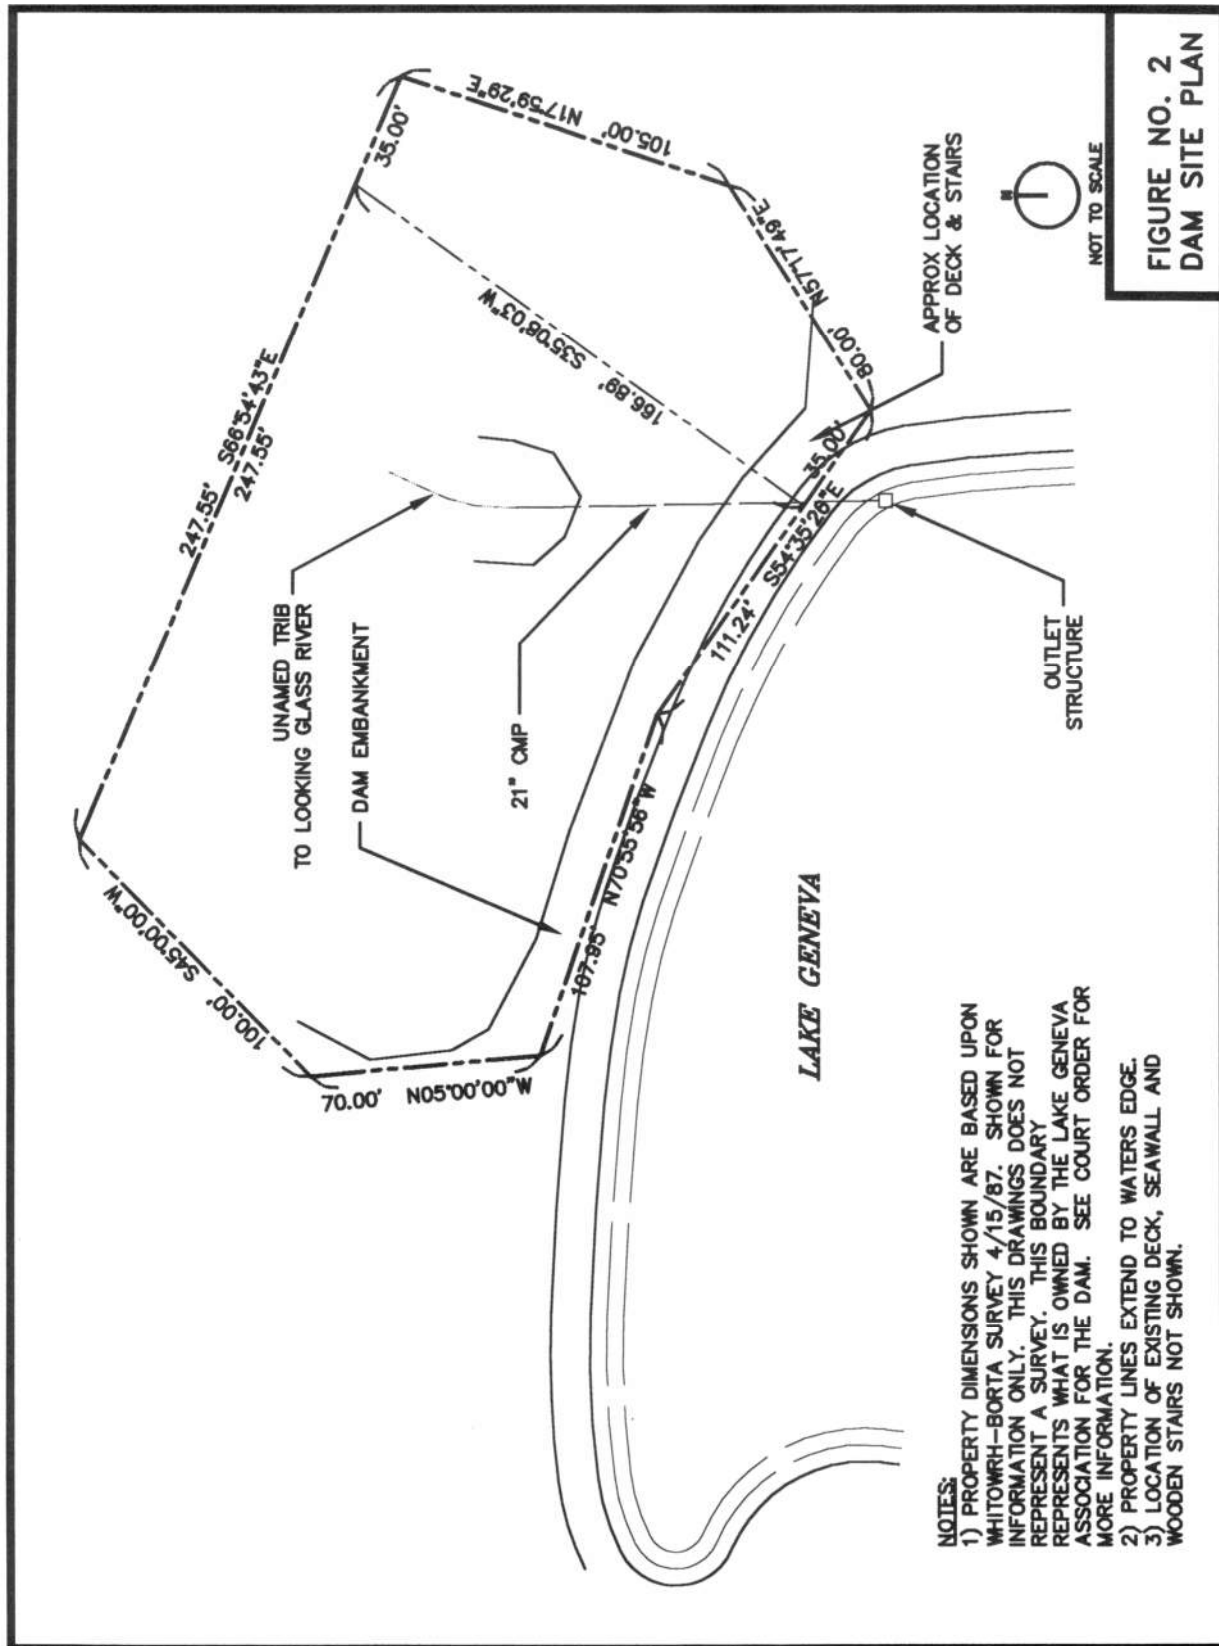 247.55' S66°54'43"E
247.55'
35.00'
105.00' N17°59'29"E
166.89' S35°08'03"W
80.00' N57°17'49"E
35.00'
111.24' S54°35'26"E
107.95' N70°55'56"W
70.00' N05°00'00"W
100.00' S45°00'00"W
UNAMED TRIB
TO LOOKING GLASS RIVER
DAM EMBANKMENT
21" CMP
APPROX LOCATION
OF DECK & STAIRS
OUTLET
STRUCTURE
LAKE GENEVA
N
NOT TO SCALE
NOTES:
1) PROPERTY DIMENSIONS SHOWN ARE BASED UPON
WHITOWRH-BORTA SURVEY 4/15/87. SHOWN FOR
INFORMATION ONLY. THIS DRAWINGS DOES NOT
REPRESENT A SURVEY. THIS BOUNDARY
REPRESENTS WHAT IS OWNED BY THE LAKE GENEVA
ASSOCIATION FOR THE DAM. SEE COURT ORDER FOR
MORE INFORMATION.
2) PROPERTY LINES EXTEND TO WATERS EDGE.
3) LOCATION OF EXISTING DECK, SEAWALL AND
WOODEN STAIRS NOT SHOWN.
FIGURE NO. 2
DAM SITE PLAN